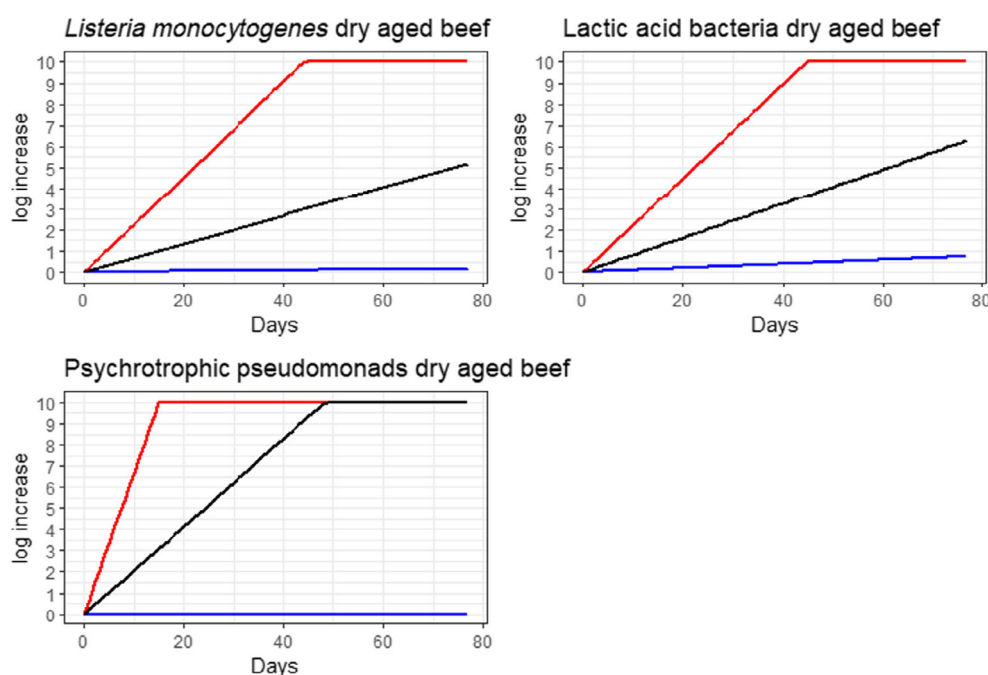 Listeria monocytogenes dry aged beef
10
9
8
7
6
5
4
3
2
1
0
log increase
0 20 40 60 80
Days
Lactic acid bacteria dry aged beef
10
9
8
7
6
5
4
3
2
1
0
log increase
0 20 40 60 80
Days
Psychrotrophic pseudomonads dry aged beef
10
9
8
7
6
5
4
3
2
1
0
log increase
0 20 40 60 80
Days